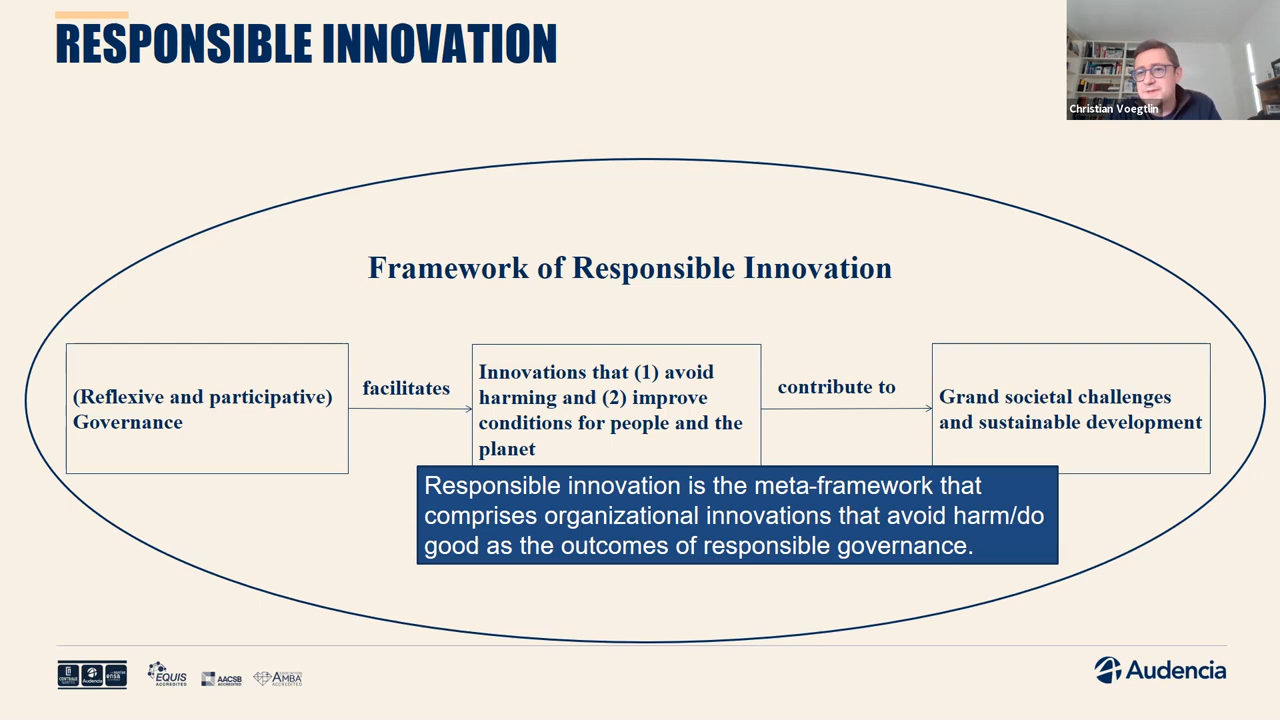 RESPONSIBLE INNOVATION
Christian Voegtlin
Framework of Responsible Innovation
(Reflexive and participative)
Governance
facilitates
Innovations that (1) avoid
harming and (2) improve
conditions for people and the
planet
contribute to
Grand societal challenges
and sustainable development
Responsible innovation is the meta-framework that
comprises organizational innovations that avoid harm/do
good as the outcomes of responsible governance.
EQUIS
ACCREDITED
AACSB
ACCREDITED
AMBA
ACCREDITED
Audencia